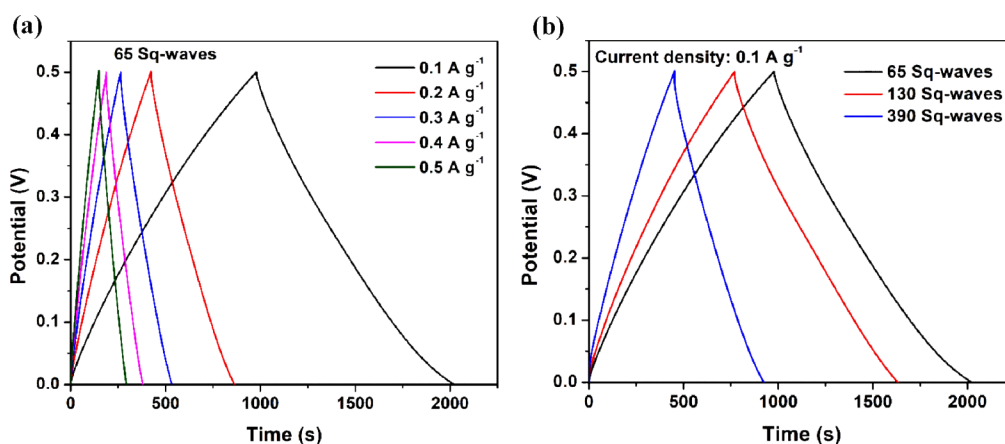 (a)
65 Sq-waves
0.1 A g⁻¹
0.2 A g⁻¹
0.3 A g⁻¹
0.4 A g⁻¹
0.5 A g⁻¹
0.5
0.4
0.3
0.2
0.1
0.0
Potential (V)
0 500 1000 1500 2000
Time (s)
(b)
Current density: 0.1 A g⁻¹
65 Sq-waves
130 Sq-waves
390 Sq-waves
0.5
0.4
0.3
0.2
0.1
0.0
Potential (V)
0 500 1000 1500 2000
Time (s)